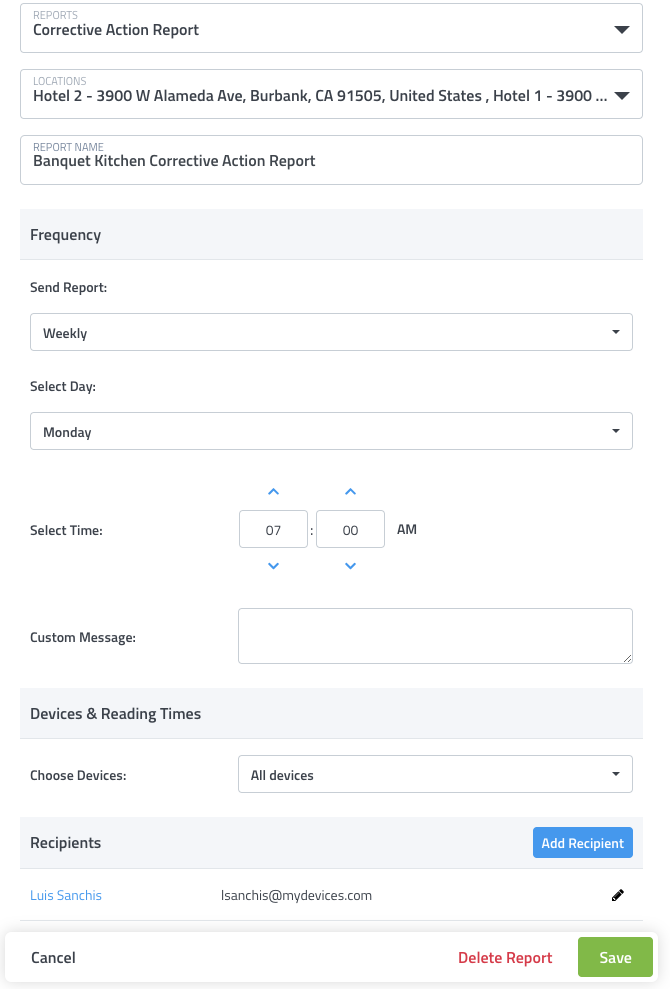 REPORTS
Corrective Action Report
LOCATIONS
Hotel 2 - 3900 W Alameda Ave, Burbank, CA 91505, United States , Hotel 1 - 3900 ...
REPORT NAME
Banquet Kitchen Corrective Action Report
Frequency
Send Report:
Weekly
Select Day:
Monday
Select Time:
07 : 00 AM
Custom Message:
Devices & Reading Times
Choose Devices:
All devices
Recipients
Add Recipient
Luis Sanchis lsanchis@mydevices.com
Cancel
Delete Report
Save